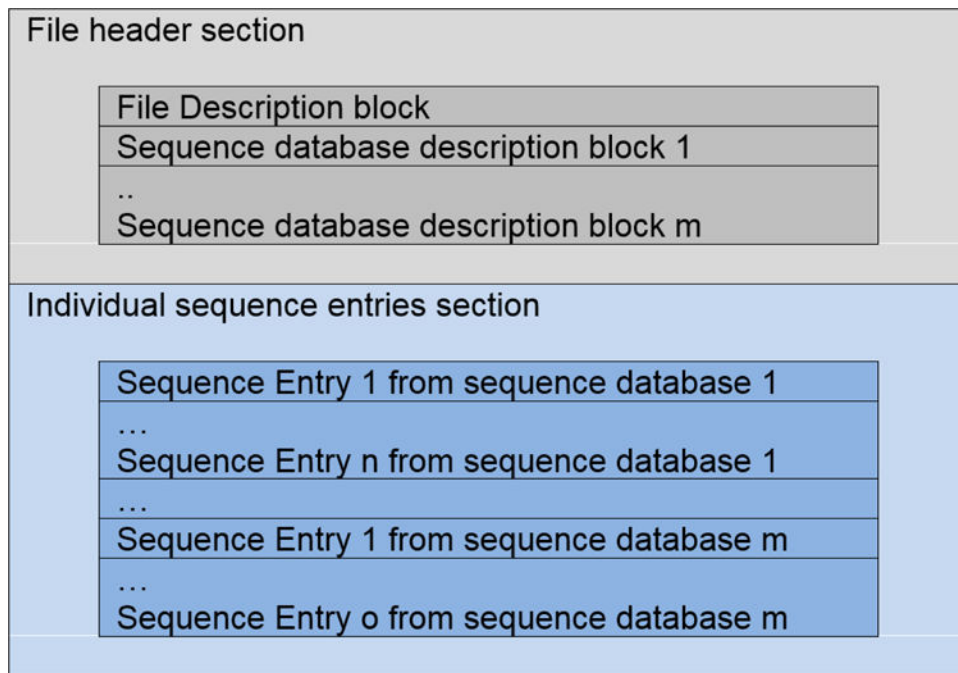 File header section
File Description block
Sequence database description block 1
..
Sequence database description block m
Individual sequence entries section
Sequence Entry 1 from sequence database 1
...
Sequence Entry n from sequence database 1
...
Sequence Entry 1 from sequence database m
...
Sequence Entry o from sequence database m